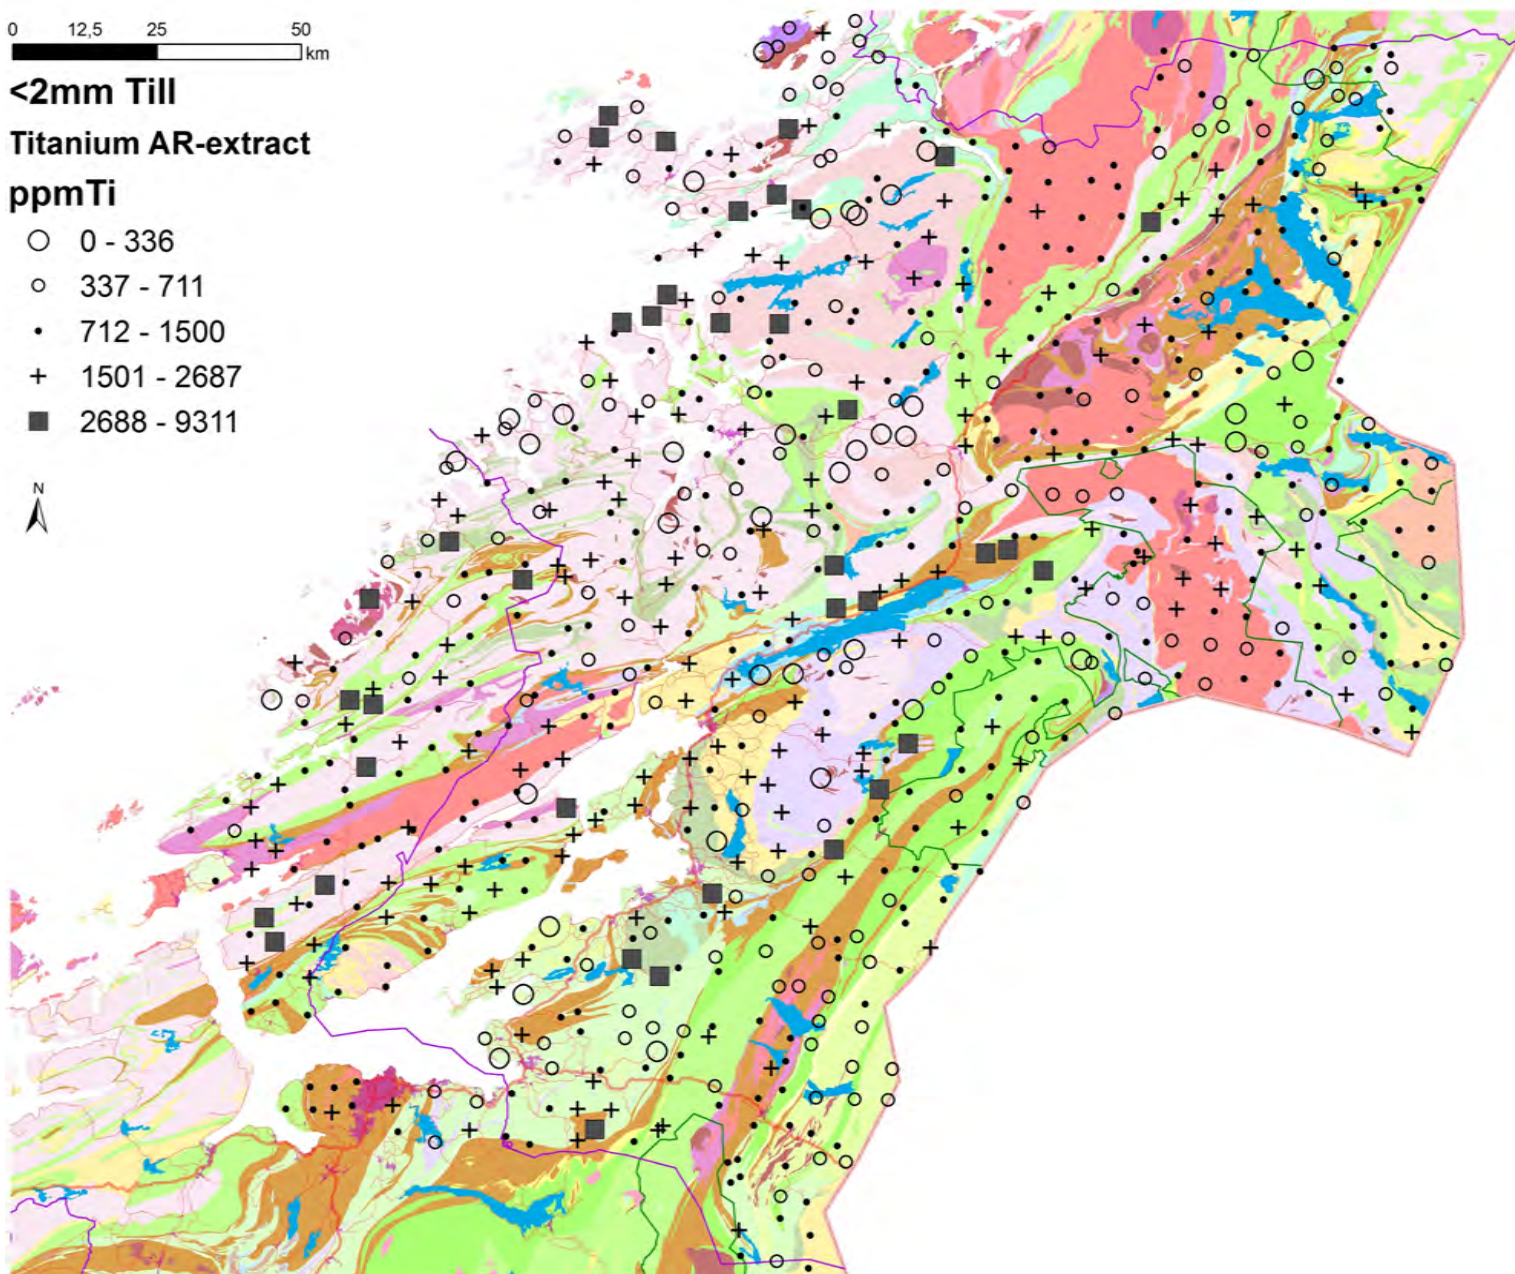 0 12,5 25 50
km
<2mm Till
Titanium AR-extract
ppmTi
0 - 336
337 - 711
712 - 1500
1501 - 2687
2688 - 9311
N